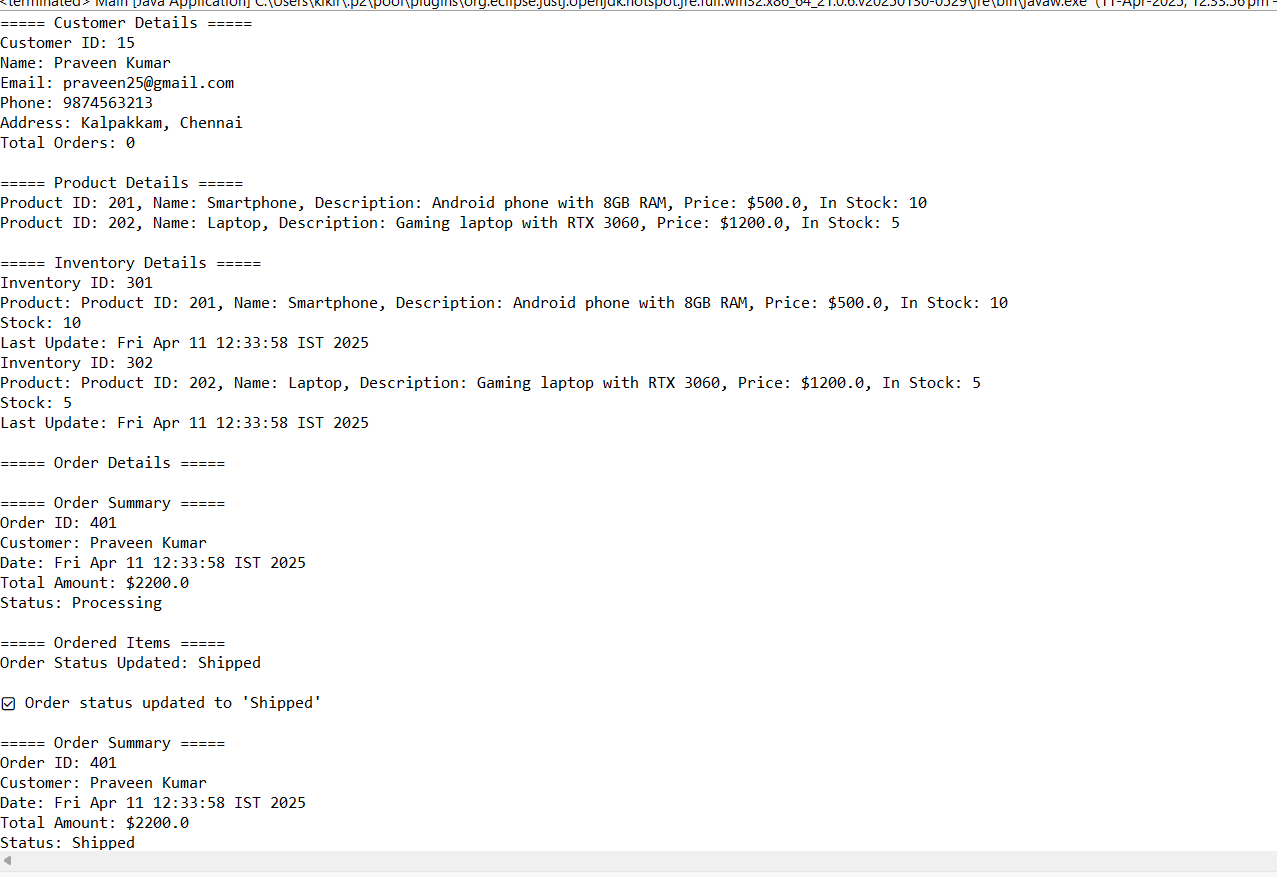 <terminated> Main [Java Application] C:\Users\kikir\.p2\pool\plugins\org.eclipse.justj.openjdk.hotspot.jre.full.win32.x86_64_21.0.6.v20250130-0529\jre\bin\javaw.exe (11-Apr-2025, 12:33:56 pm –
===== Customer Details =====
Customer ID: 15
Name: Praveen Kumar
Email: praveen25@gmail.com
Phone: 9874563213
Address: Kalpakkam, Chennai
Total Orders: 0
===== Product Details =====
Product ID: 201, Name: Smartphone, Description: Android phone with 8GB RAM, Price: $500.0, In Stock: 10
Product ID: 202, Name: Laptop, Description: Gaming laptop with RTX 3060, Price: $1200.0, In Stock: 5
===== Inventory Details =====
Inventory ID: 301
Product: Product ID: 201, Name: Smartphone, Description: Android phone with 8GB RAM, Price: $500.0, In Stock: 10
Stock: 10
Last Update: Fri Apr 11 12:33:58 IST 2025
Inventory ID: 302
Product: Product ID: 202, Name: Laptop, Description: Gaming laptop with RTX 3060, Price: $1200.0, In Stock: 5
Stock: 5
Last Update: Fri Apr 11 12:33:58 IST 2025
===== Order Details =====
===== Order Summary =====
Order ID: 401
Customer: Praveen Kumar
Date: Fri Apr 11 12:33:58 IST 2025
Total Amount: $2200.0
Status: Processing
===== Ordered Items =====
Order Status Updated: Shipped
☑ Order status updated to 'Shipped'
===== Order Summary =====
Order ID: 401
Customer: Praveen Kumar
Date: Fri Apr 11 12:33:58 IST 2025
Total Amount: $2200.0
Status: Shipped